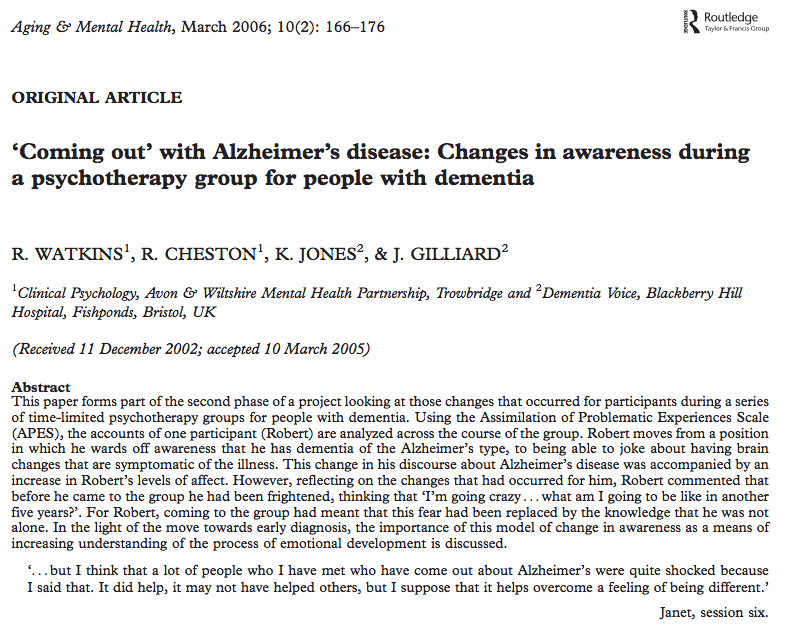 Aging & Mental Health, March 2006; 10(2): 166–176
Routledge
Taylor & Francis Group
ORIGINAL ARTICLE
‘Coming out’ with Alzheimer’s disease: Changes in awareness during
a psychotherapy group for people with dementia
R. WATKINS¹, R. CHESTON¹, K. JONES², & J. GILLIARD²
¹Clinical Psychology, Avon & Wiltshire Mental Health Partnership, Trowbridge and ²Dementia Voice, Blackberry Hill
Hospital, Fishponds, Bristol, UK
(Received 11 December 2002; accepted 10 March 2005)
Abstract
This paper forms part of the second phase of a project looking at those changes that occurred for participants during a series
of time-limited psychotherapy groups for people with dementia. Using the Assimilation of Problematic Experiences Scale
(APES), the accounts of one participant (Robert) are analyzed across the course of the group. Robert moves from a position
in which he wards off awareness that he has dementia of the Alzheimer’s type, to being able to joke about having brain
changes that are symptomatic of the illness. This change in his discourse about Alzheimer’s disease was accompanied by an
increase in Robert’s levels of affect. However, reflecting on the changes that had occurred for him, Robert commented that
before he came to the group he had been frightened, thinking that ‘I’m going crazy...what am I going to be like in another
five years?’. For Robert, coming to the group had meant that this fear had been replaced by the knowledge that he was not
alone. In the light of the move towards early diagnosis, the importance of this model of change in awareness as a means of
increasing understanding of the process of emotional development is discussed.
‘...but I think that a lot of people who I have met who have come out about Alzheimer’s were quite shocked because
I said that. It did help, it may not have helped others, but I suppose that it helps overcome a feeling of being different.’
Janet, session six.